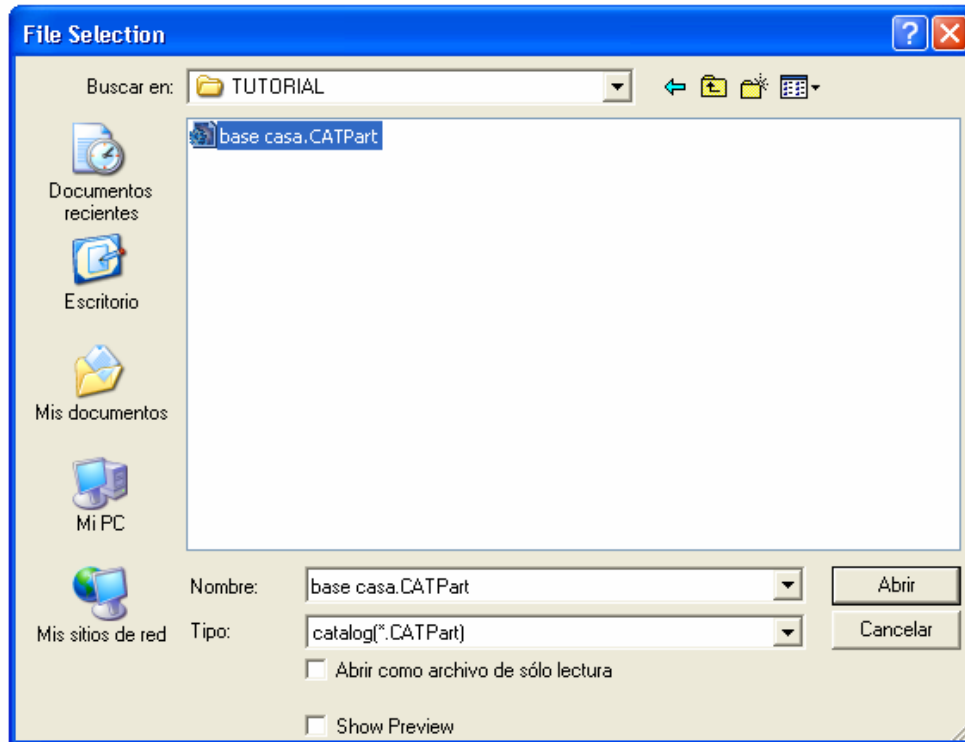 File Selection
Buscar en: TUTORIAL
base casa.CATPart
Documentos
recientes
Escritorio
Mis documentos
Mi PC
Mis sitios de red
Nombre: base casa.CATPart Abrir
Tipo: catalog(*.CATPart) Cancelar
Abrir como archivo de sólo lectura
Show Preview